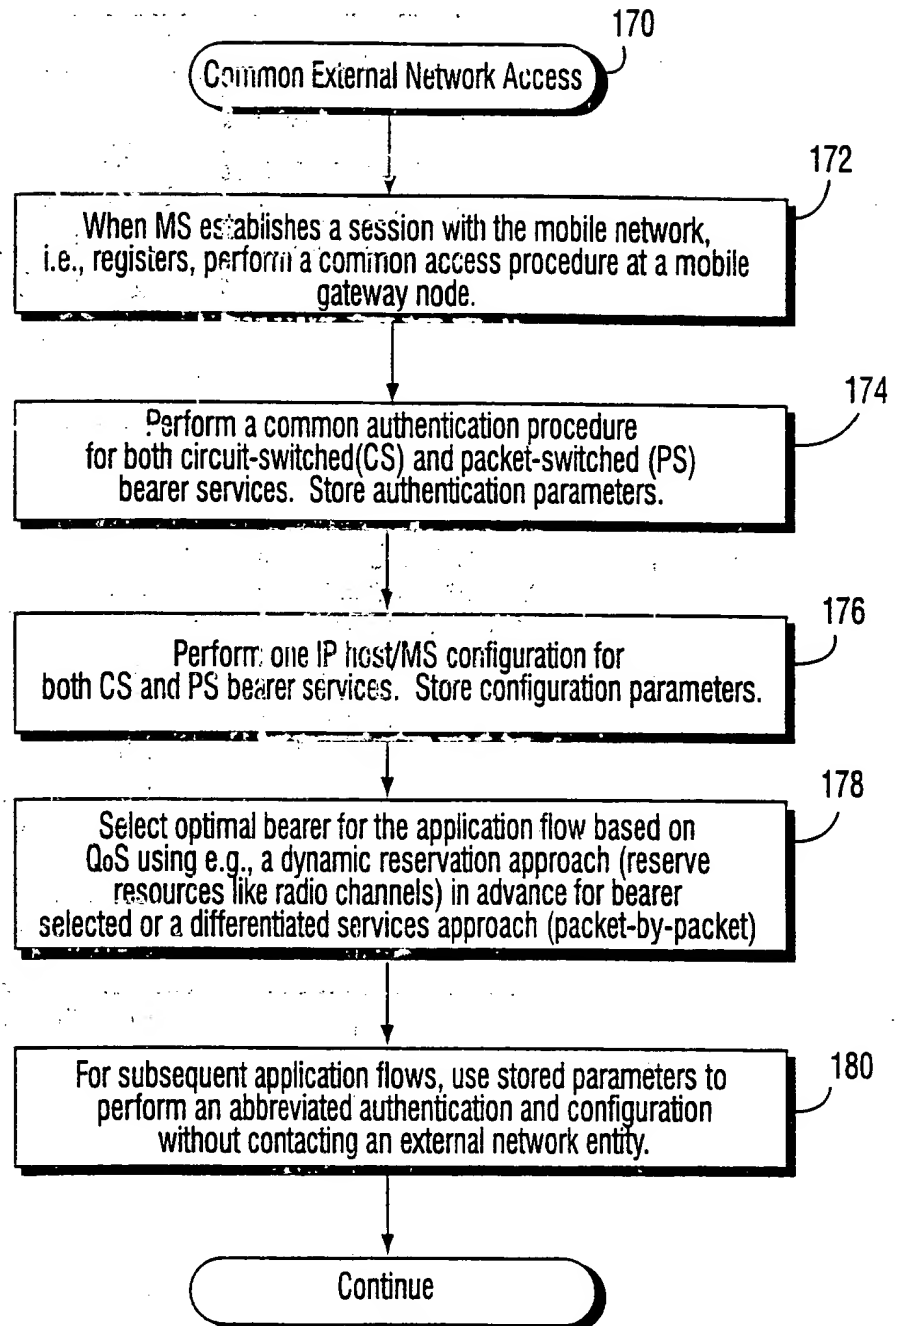 170
Common External Network Access
172
When MS establishes a session with the mobile network,
i.e., registers, perform a common access procedure at a mobile
gateway node.
174
Perform a common authentication procedure
for both circuit-switched(CS) and packet-switched (PS)
bearer services. Store authentication parameters.
176
Perform one IP host/MS configuration for
both CS and PS bearer services. Store configuration parameters.
178
Select optimal bearer for the application flow based on
QoS using e.g., a dynamic reservation approach (reserve
resources like radio channels) in advance for bearer
selected or a differentiated services approach (packet-by-packet)
180
For subsequent application flows, use stored parameters to
perform an abbreviated authentication and configuration
without contacting an external network entity.
Continue